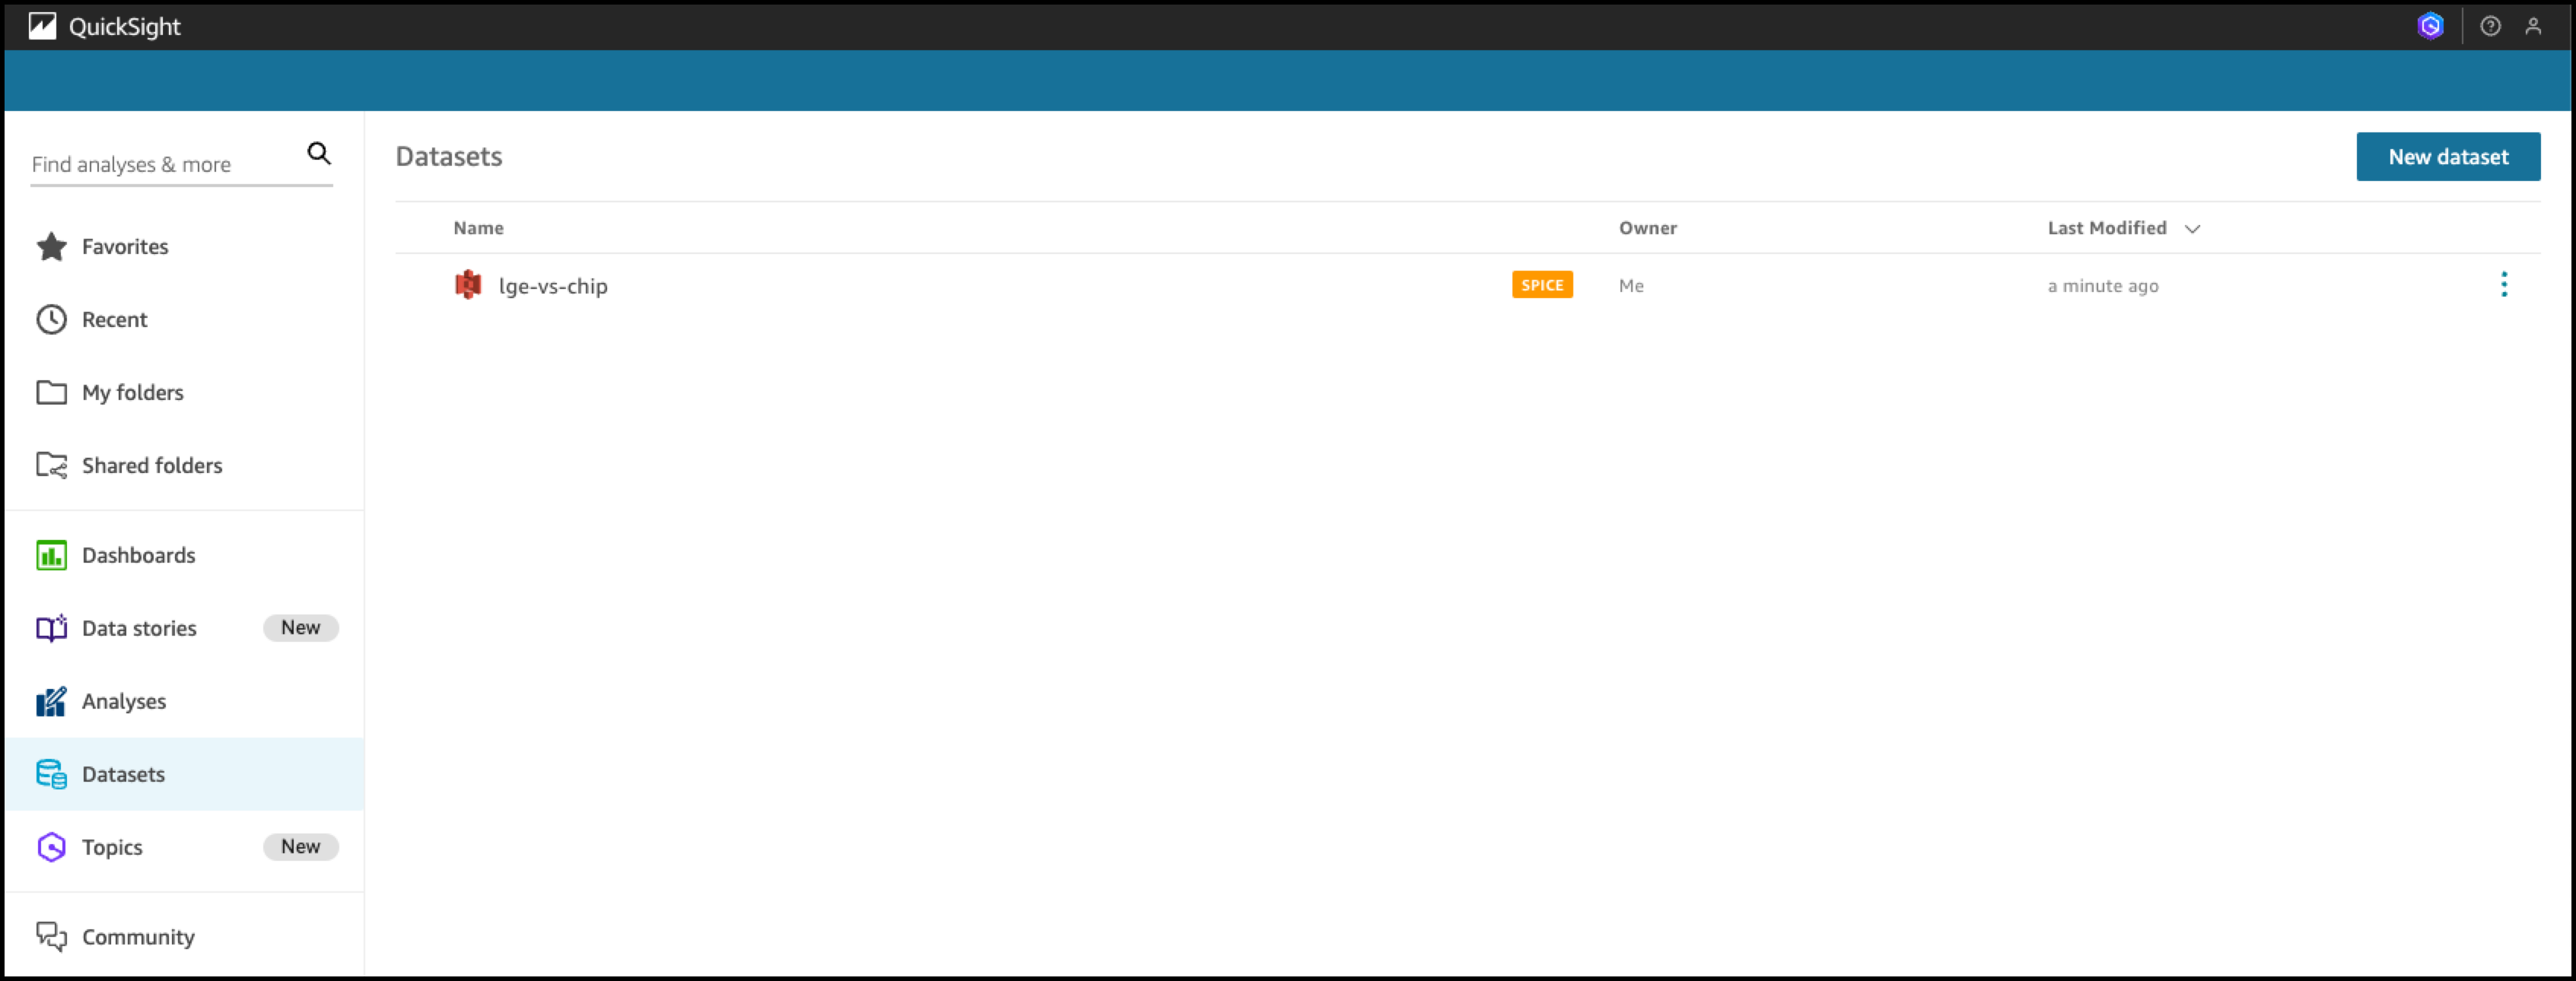 QuickSight
Find analyses & more
Favorites
Recent
My folders
Shared folders
Dashboards
Data stories New
Analyses
Datasets
Topics New
Community
Datasets
New dataset
Name Owner Last Modified
lge-vs-chip SPICE Me a minute ago